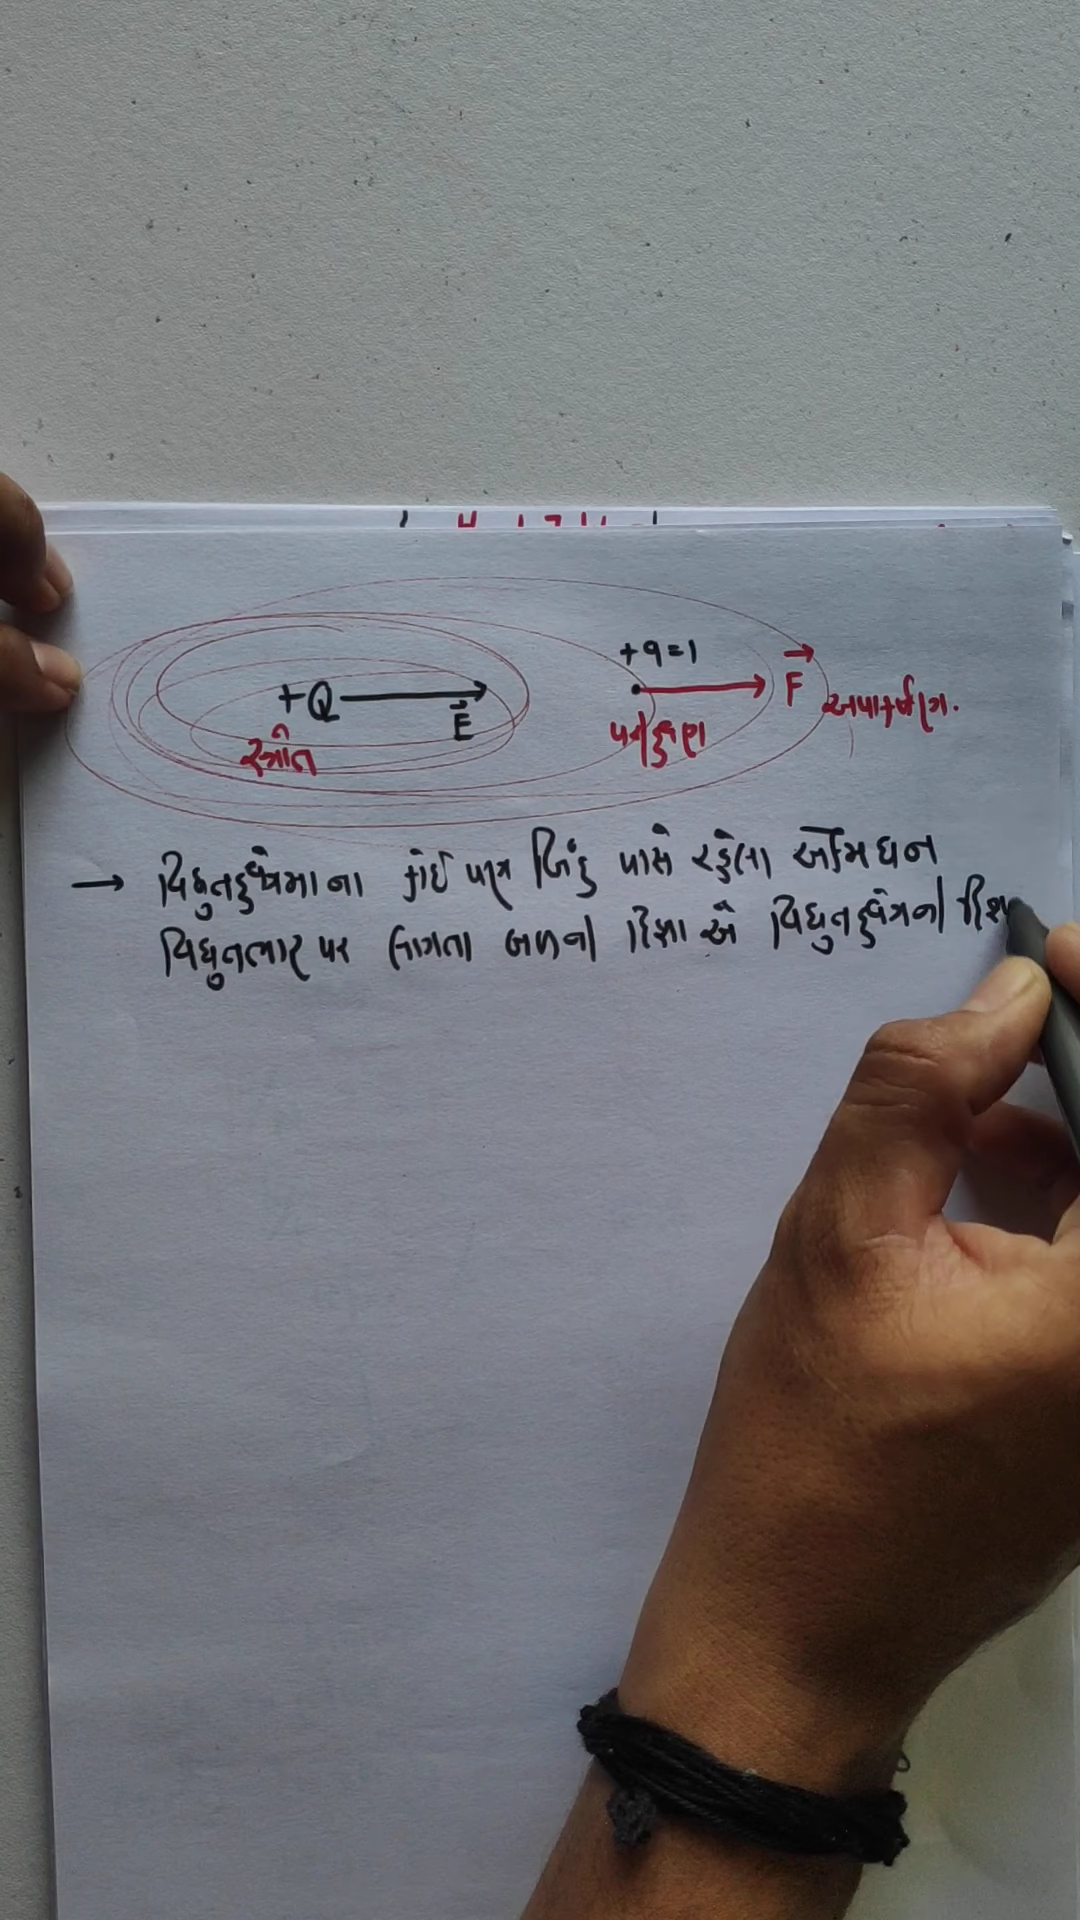 +q=1
+Q
E
F
સ્ત્રોત
પરીક્ષણ
અપાકર્ષણ.
→ વિદ્યુતક્ષેત્રમાના કોઈ પણ બિંદુ પાસે રહેલા એકમ ધન
વિદ્યુતભાર પર લાગતા બળની દિશા એ વિદ્યુતક્ષેત્રની દિશા